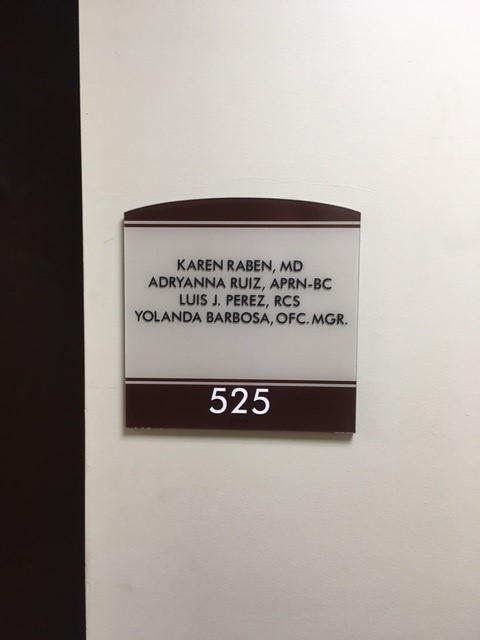 KAREN RABEN, MD
ADRYANNA RUIZ, APRN-BC
LUIS J. PEREZ, RCS
YOLANDA BARBOSA, OFC. MGR.
525